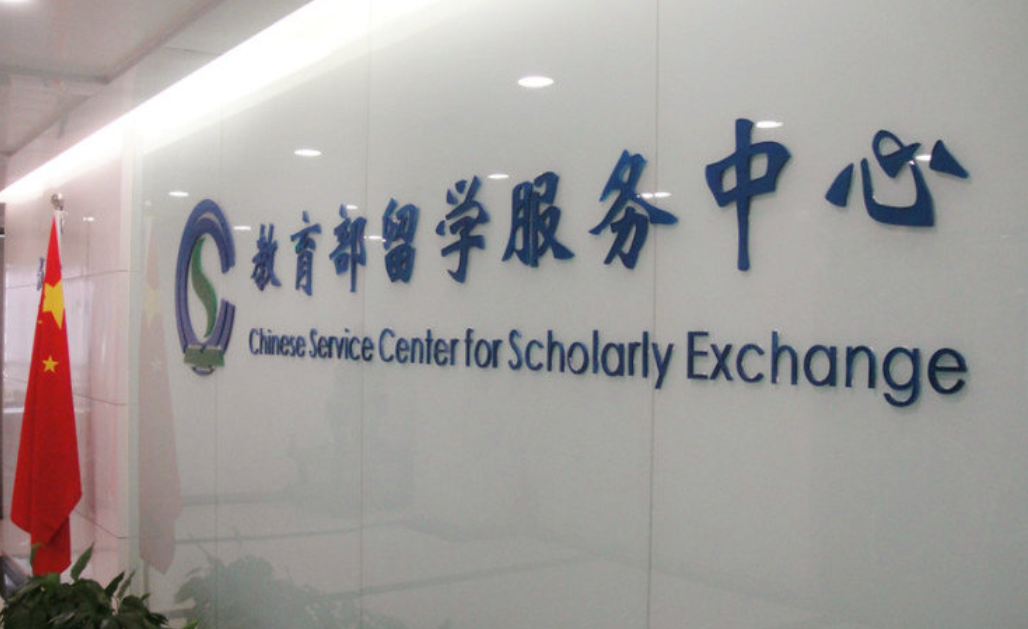 教育部留学服务中心
Chinese Service Center for Scholarly Exchange